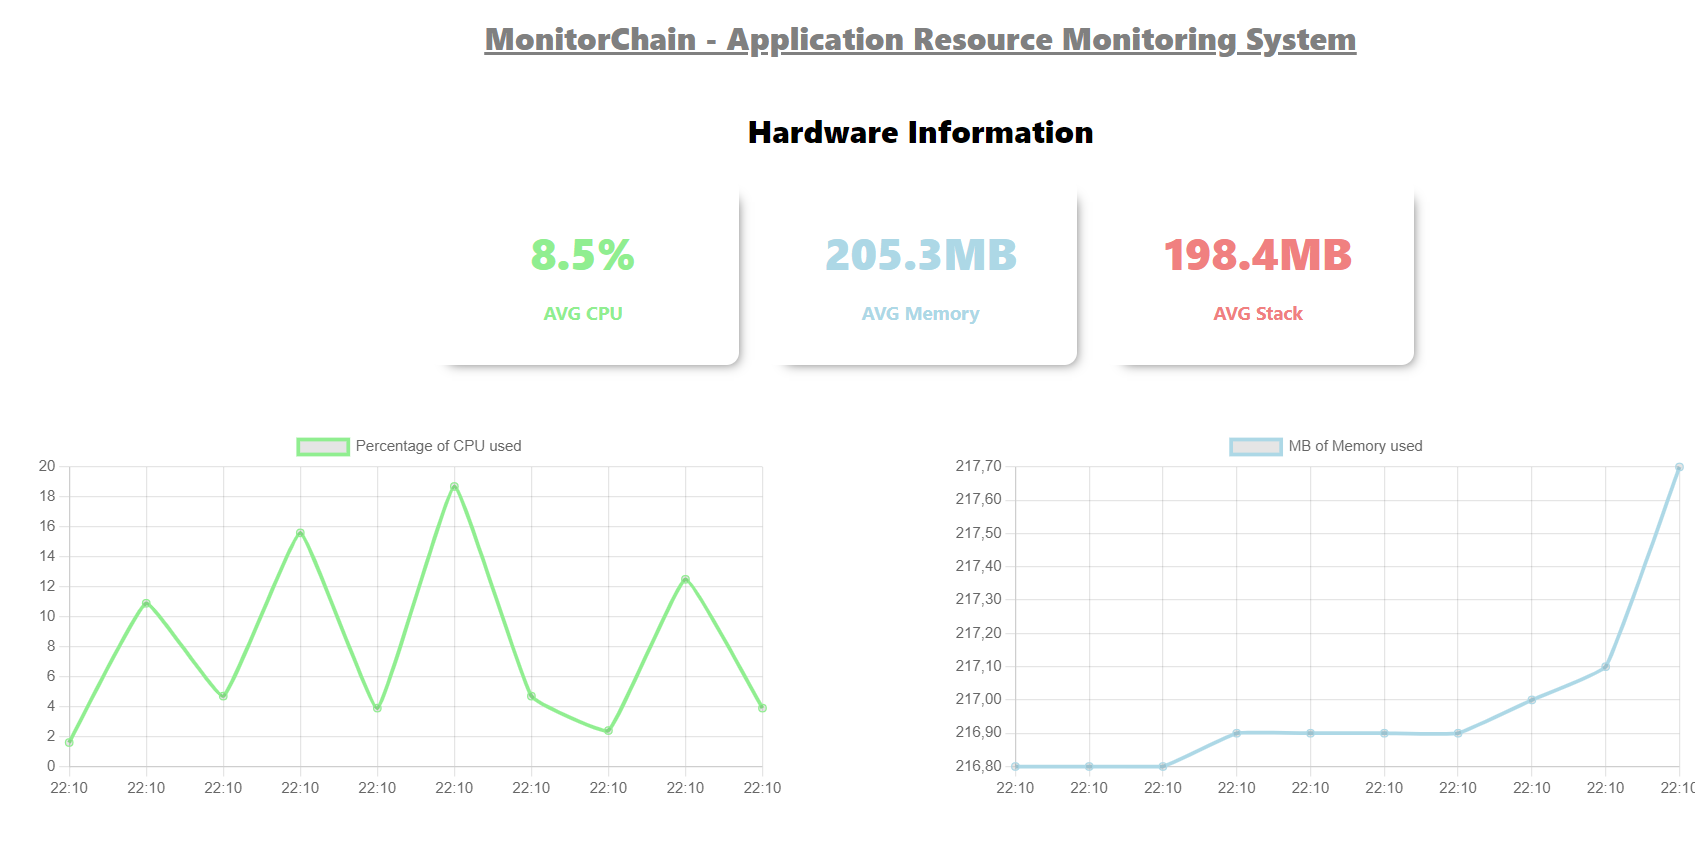 MonitorChain - Application Resource Monitoring System
Hardware Information
8.5%
AVG CPU
205.3MB
AVG Memory
198.4MB
AVG Stack
Percentage of CPU used
20
18
16
14
12
10
8
6
4
2
0
22:10 22:10 22:10 22:10 22:10 22:10 22:10 22:10 22:10 22:10
MB of Memory used
217,70
217,60
217,50
217,40
217,30
217,20
217,10
217,00
216,90
216,80
22:10 22:10 22:10 22:10 22:10 22:10 22:10 22:10 22:10 22:10